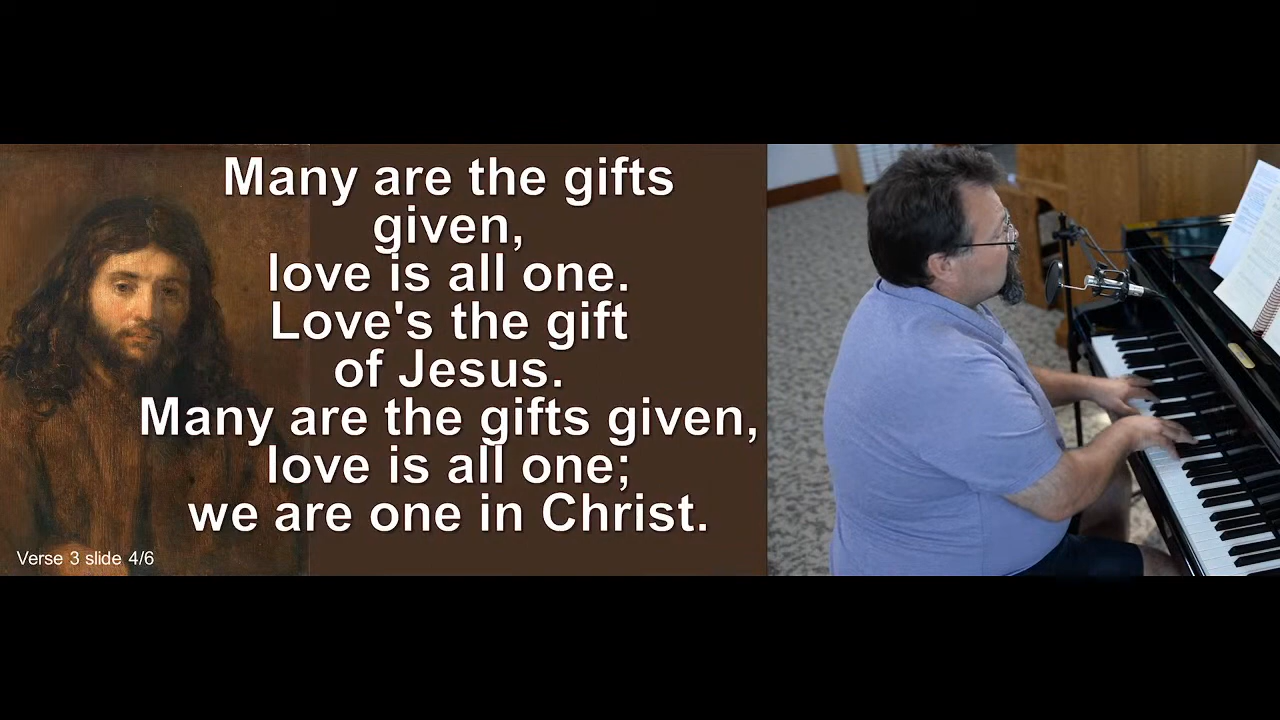 Many are the gifts
given,
love is all one.
Love's the gift
of Jesus.
Many are the gifts given,
love is all one;
we are one in Christ.
Verse 3 slide 4/6